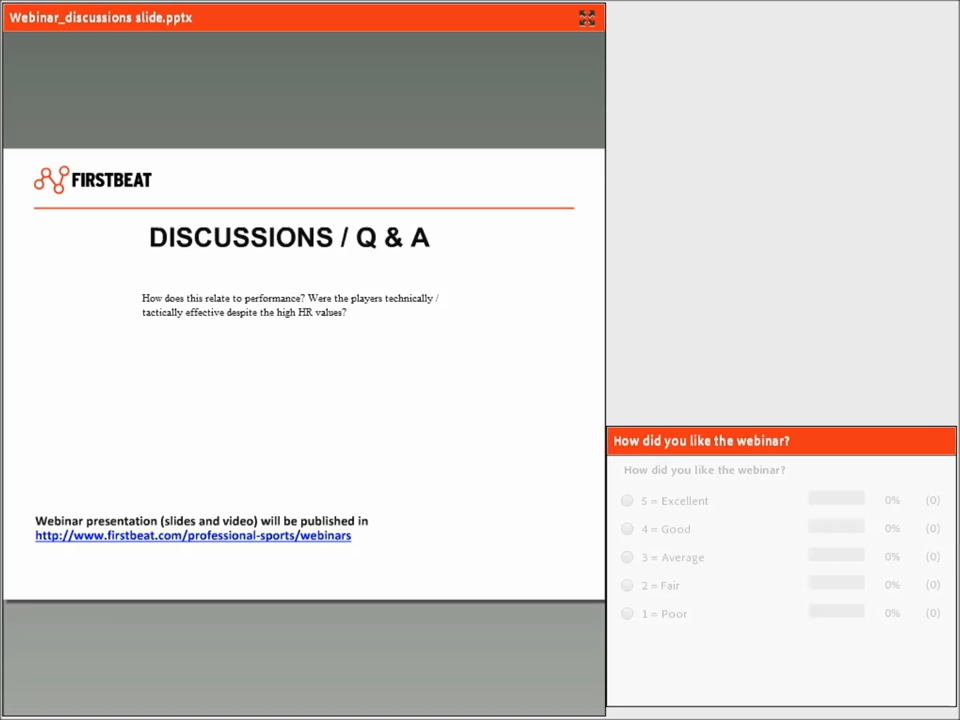 Webinar_discussions slide.pptx
FIRSTBEAT
DISCUSSIONS / Q & A
How does this relate to performance? Were the players technically /
tactically effective despite the high HR values?
Webinar presentation (slides and video) will be published in
http://www.firstbeat.com/professional-sports/webinars
How did you like the webinar?
How did you like the webinar?
5 = Excellent 0% (0)
4 = Good 0% (0)
3 = Average 0% (0)
2 = Fair 0% (0)
1 = Poor 0% (0)